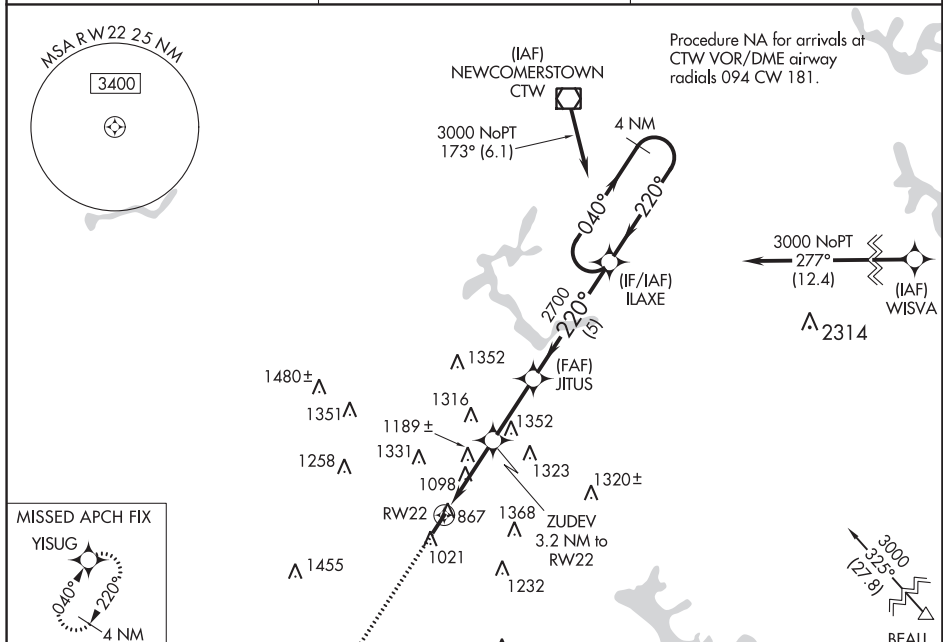 MSA RW22 25 NM
3400
(IAF)
NEWCOMERSTOWN
CTW
Procedure NA for arrivals at
CTW VOR/DME airway
radials 094 CW 181.
3000 NoPT
173° (6.1)
4 NM
040°
220°
3000 NoPT
277°
(12.4)
(IAF)
WISVA
(IF/IAF)
ILAXE
2314
2700
220°
(5)
(FAF)
JITUS
1352
1480±
1351
1316
1352
1189±
1331
1258
1323
1098
1320±
RW22
867
1368
ZUDEV
3.2 NM to
RW22
1021
1455
1232
MISSED APCH FIX
YISUG
040°
220°
4 NM
3000
325°
(27.8)